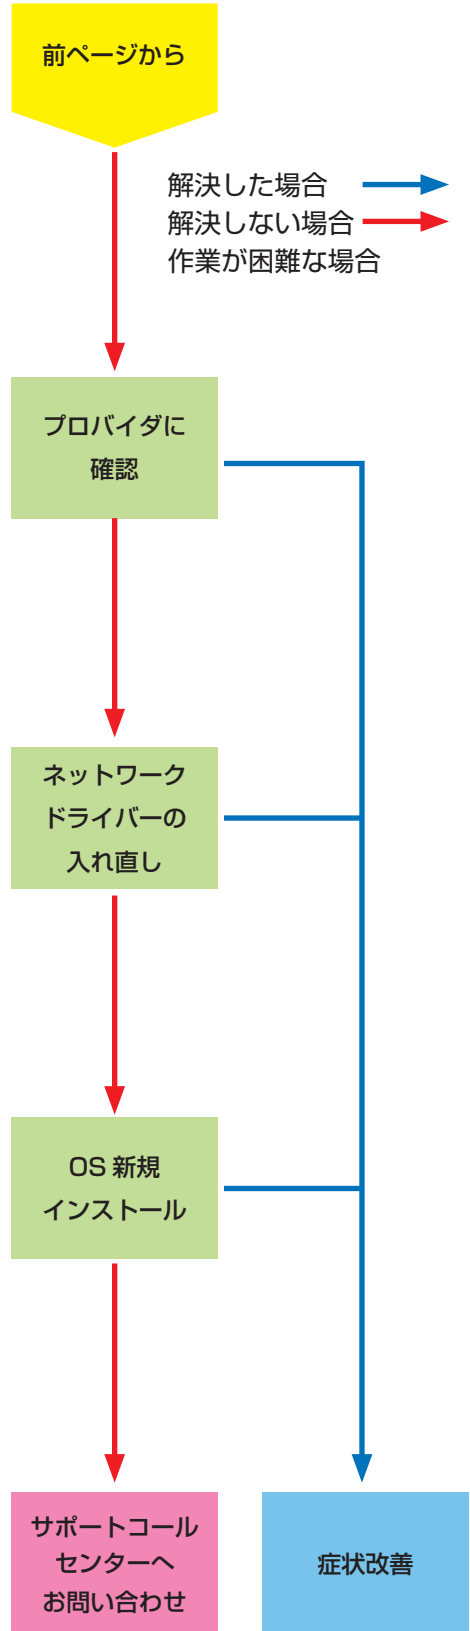 前ページから
解決した場合
解決しない場合
作業が困難な場合
プロバイダに
確認
ネットワーク
ドライバーの
入れ直し
OS 新規
インストール
サポートコール
センターへ
お問い合わせ
症状改善